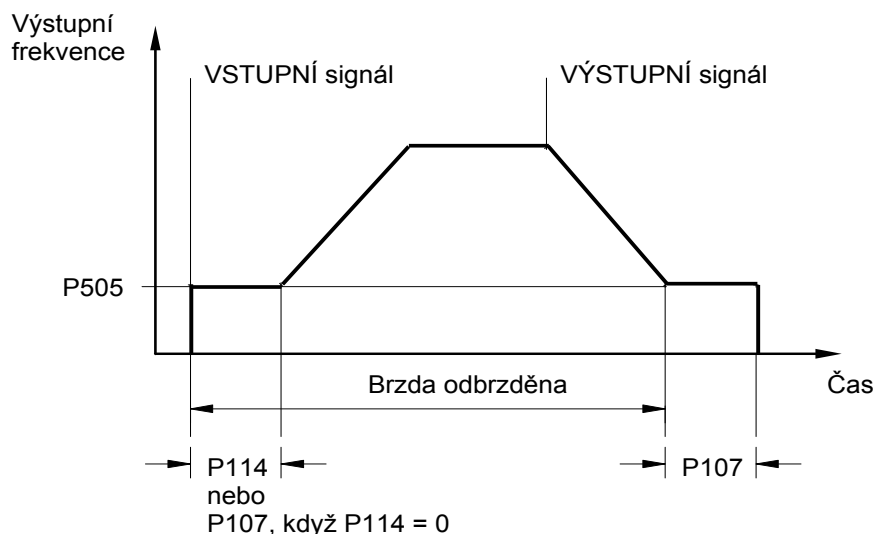 Výstupní
frekvence
VSTUPNÍ signál
VÝSTUPNÍ signál
P505
Brzda odbrzděna
Čas
P114
nebo
P107, když P114 = 0
P107